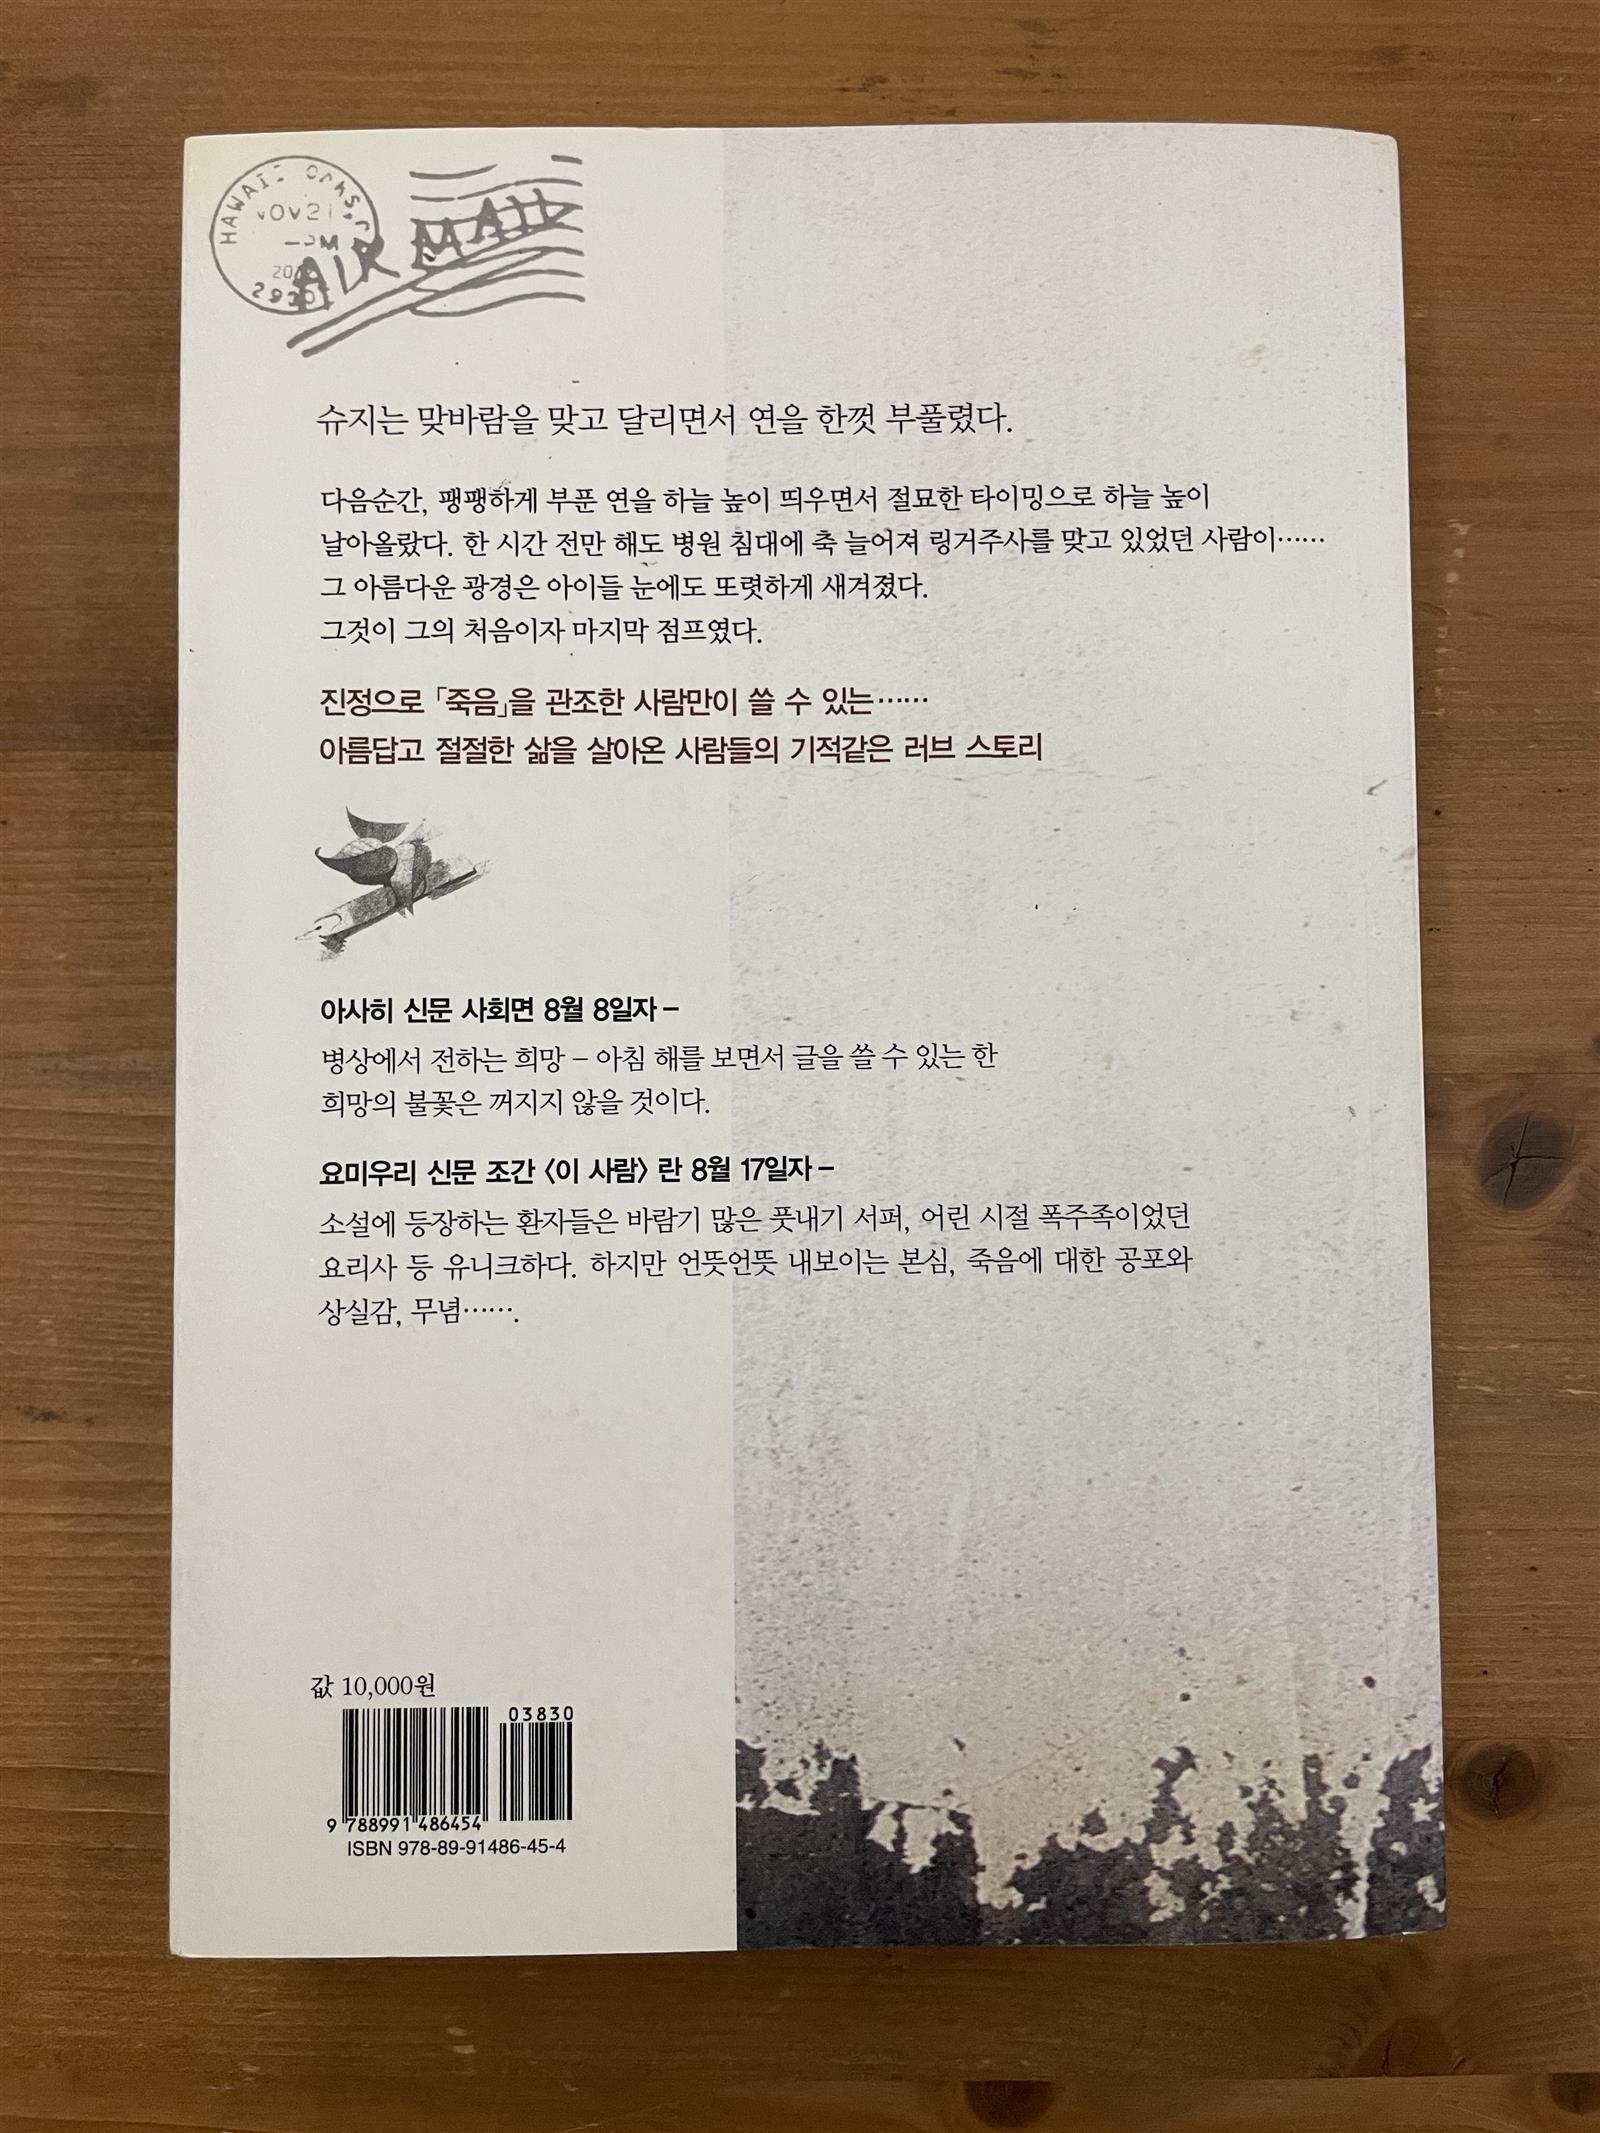 HAWAII
AIR MAIL
슈지는 맞바람을 맞고 달리면서 연을 한껏 부풀렸다.
다음순간, 팽팽하게 부푼 연을 하늘 높이 띄우면서 절묘한 타이밍으로 하늘 높이
날아올랐다. 한 시간 전만 해도 병원 침대에 축 늘어져 링거주사를 맞고 있었던 사람이……
그 아름다운 광경은 아이들 눈에도 또렷하게 새겨졌다.
그것이 그의 처음이자 마지막 점프였다.
진정으로 「죽음」을 관조한 사람만이 쓸 수 있는……
아름답고 절절한 삶을 살아온 사람들의 기적같은 러브 스토리
아사히 신문 사회면 8월 8일자 –
병상에서 전하는 희망 – 아침 해를 보면서 글을 쓸 수 있는 한
희망의 불꽃은 꺼지지 않을 것이다.
요미우리 신문 조간 〈이 사람〉 란 8월 17일자 –
소설에 등장하는 환자들은 바람기 많은 풋내기 서퍼, 어린 시절 폭주족이었던
요리사 등 유니크하다. 하지만 언뜻언뜻 내보이는 본심, 죽음에 대한 공포와
상실감, 무념…….
값 10,000원
03830
9 788991 486454
ISBN 978-89-91486-45-4